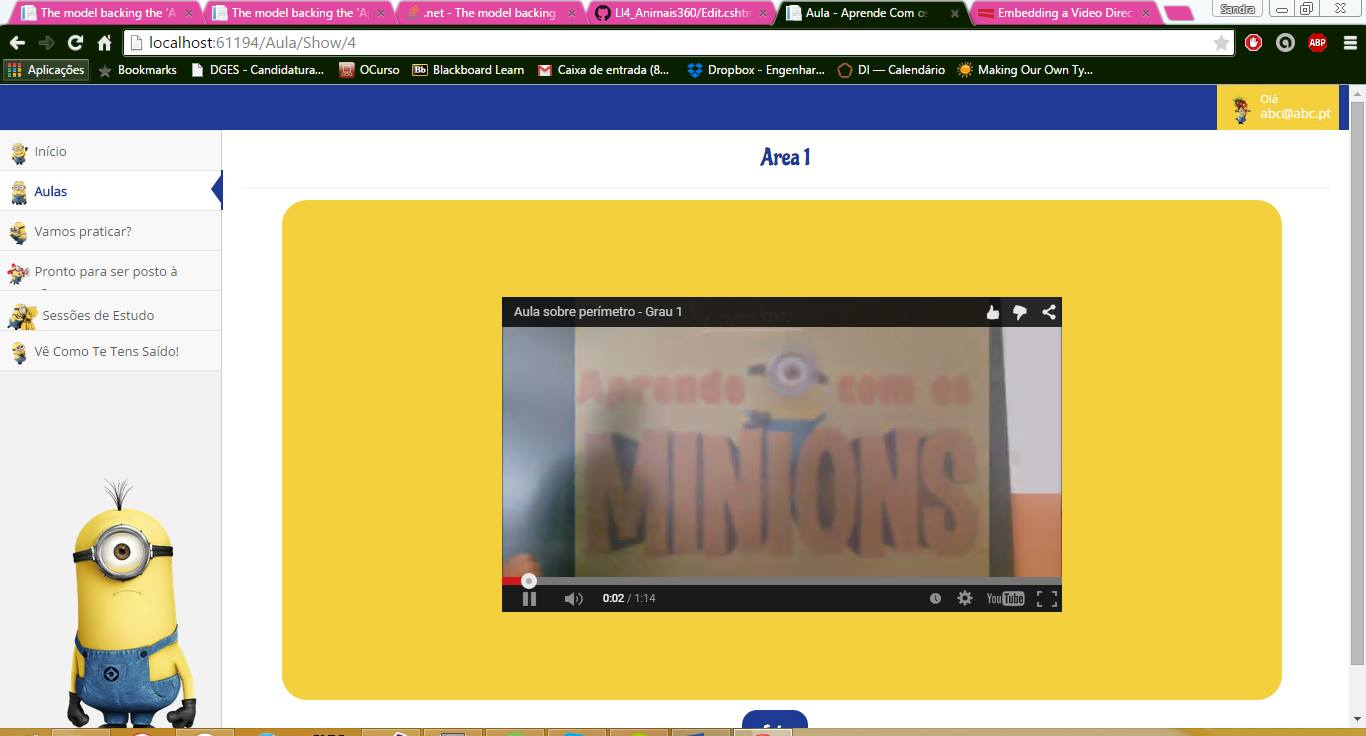 The model backing the 'A
The model backing the 'A
.net - The model backing
LI4_Animais360/Edit.cshtm
Aula - Aprende Com o
Embedding a Video Direc
Sandra
localhost:61194/Aula/Show/4
ABP
Aplicações
Bookmarks
DGES - Candidatura...
OCurso
Bb Blackboard Learn
Caixa de entrada (8...
Dropbox - Engenhar...
DI — Calendário
Making Our Own Ty...
Olá
abc@abc.pt
Início
Aulas
Vamos praticar?
Pronto para ser posto à
Sessões de Estudo
Vê Como Te Tens Saído!
Area 1
Aula sobre perímetro - Grau 1
Aprende com os
MINIONS
0:02 / 1:14
YouTube